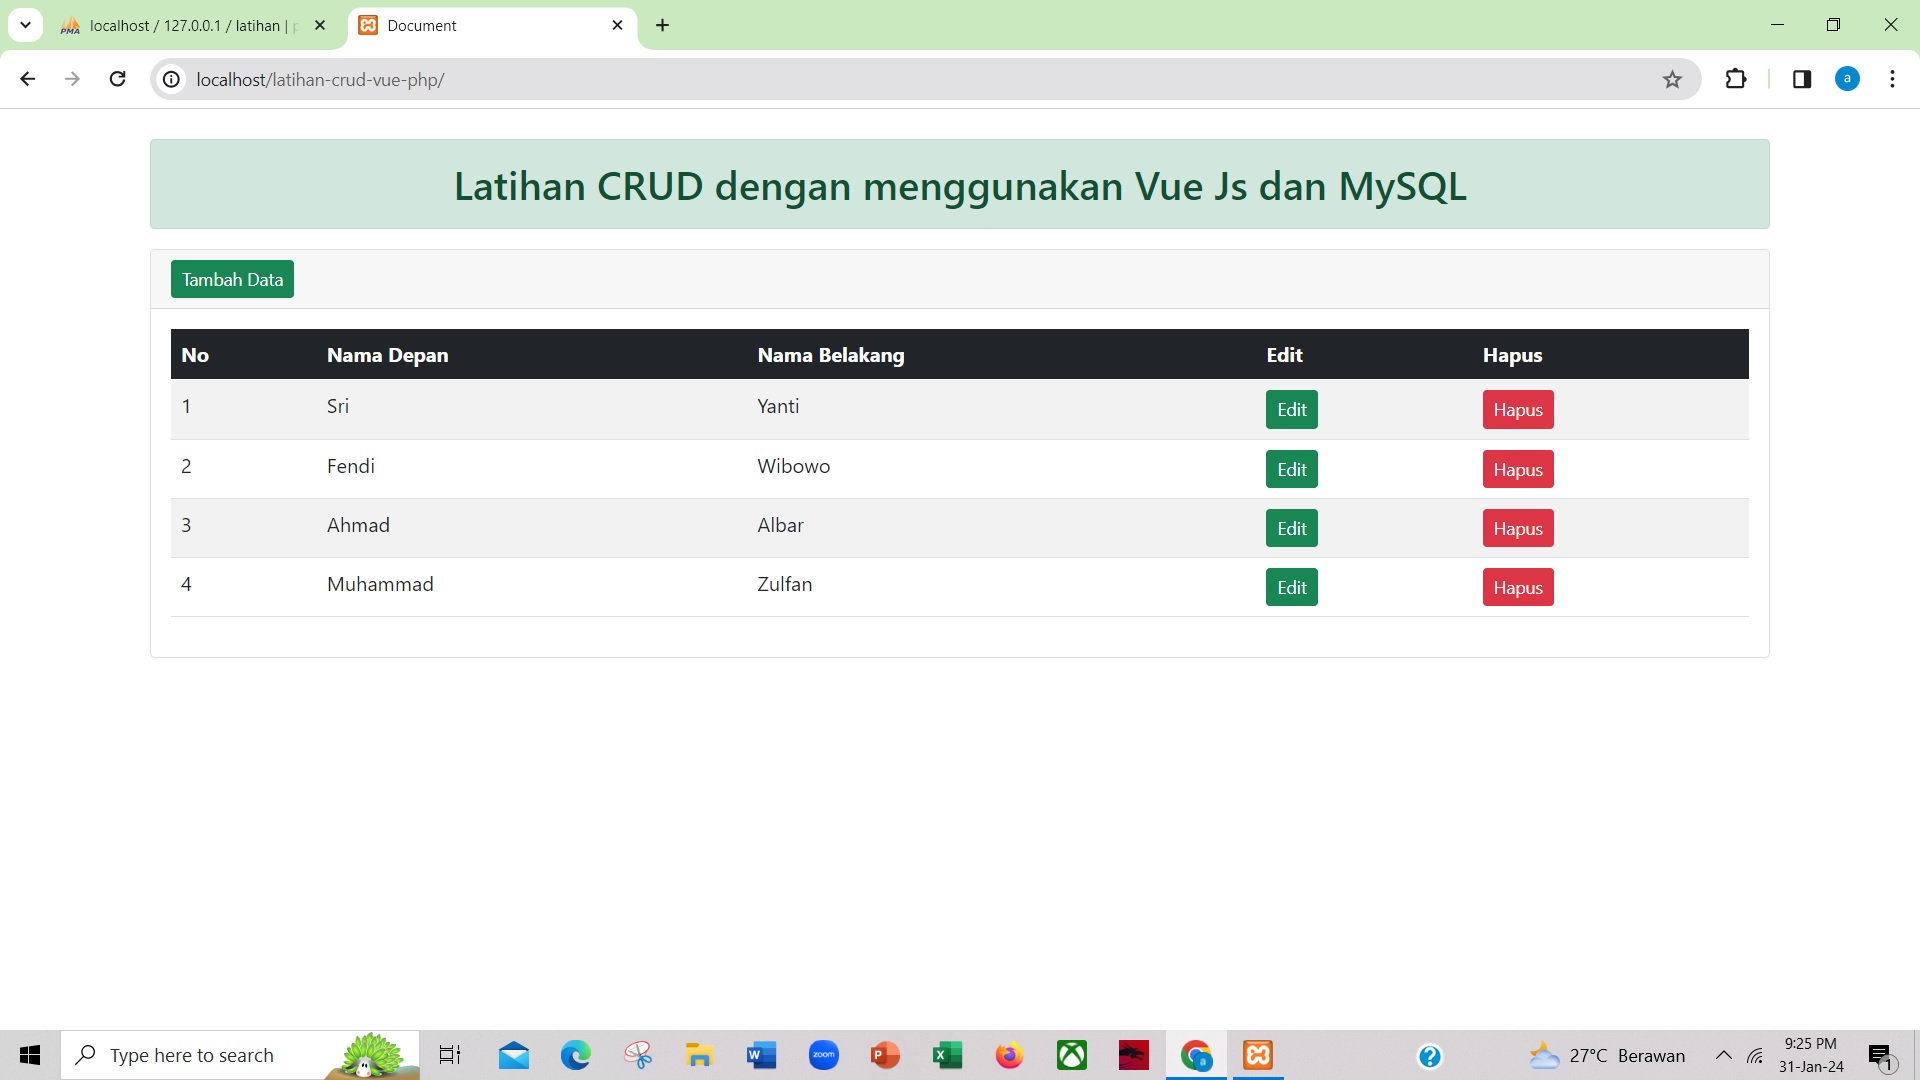 localhost / 127.0.0.1 / latihan |
Document
localhost/latihan-crud-vue-php/
a
Latihan CRUD dengan menggunakan Vue Js dan MySQL
Tambah Data
No Nama Depan Nama Belakang Edit Hapus
1 Sri Yanti Edit Hapus
2 Fendi Wibowo Edit Hapus
3 Ahmad Albar Edit Hapus
4 Muhammad Zulfan Edit Hapus
Type here to search
zoom
27°C Berawan
9:25 PM
31-Jan-24
1